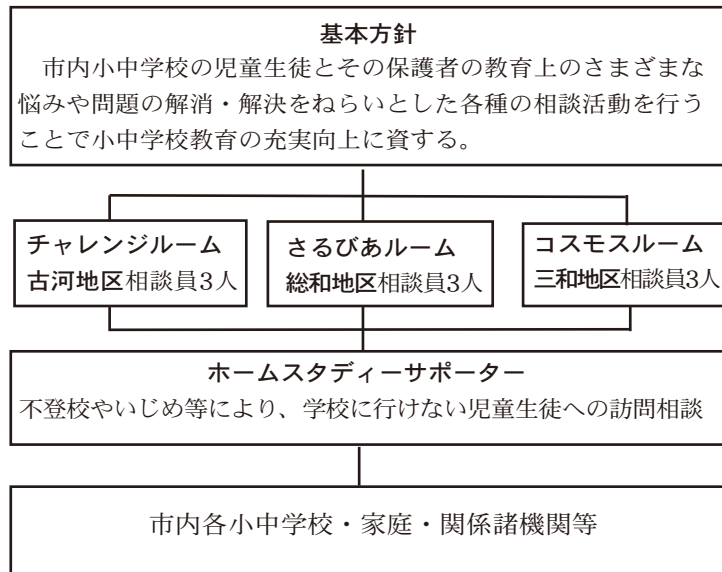 基本方針
市内小中学校の児童生徒とその保護者の教育上のさまざまな
悩みや問題の解消・解決をねらいとした各種の相談活動を行う
ことで小中学校教育の充実向上に資する。
チャレンジルーム
古河地区相談員3人
さるびあルーム
総和地区相談員3人
コスモスルーム
三和地区相談員3人
ホームスタディーサポーター
不登校やいじめ等により、学校に行けない児童生徒への訪問相談
市内各小中学校・家庭・関係諸機関等